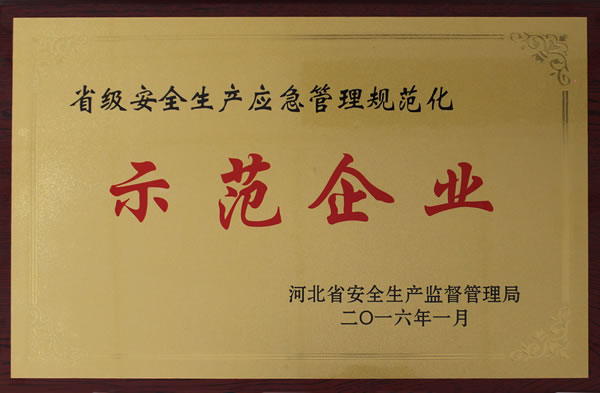 省级安全生产应急管理规范化
示范企业
河北省安全生产监督管理局
二〇一六年一月